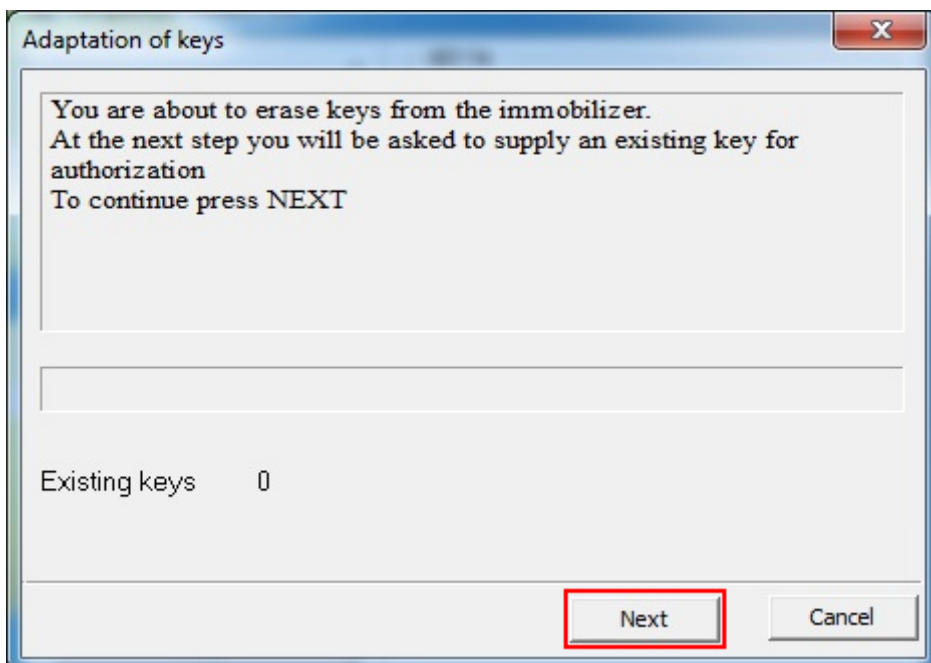 Adaptation of keys
You are about to erase keys from the immobilizer.
At the next step you will be asked to supply an existing key for
authorization
To continue press NEXT
Existing keys 0
Next
Cancel